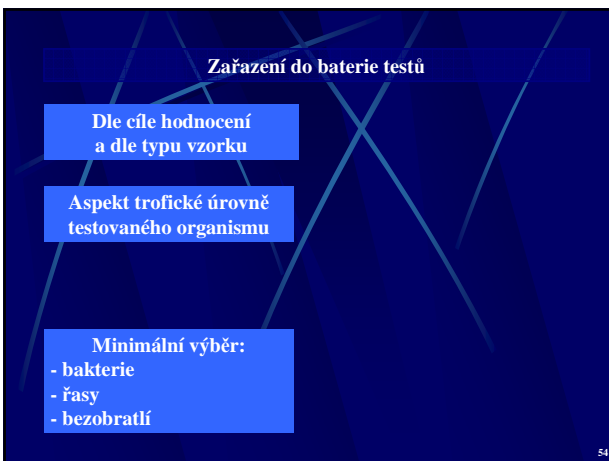 Zařazení do baterie testů
Dle cíle hodnocení
a dle typu vzorku
Aspekt trofické úrovně
testovaného organismu
Minimální výběr:
- bakterie
- řasy
- bezobratlí
54